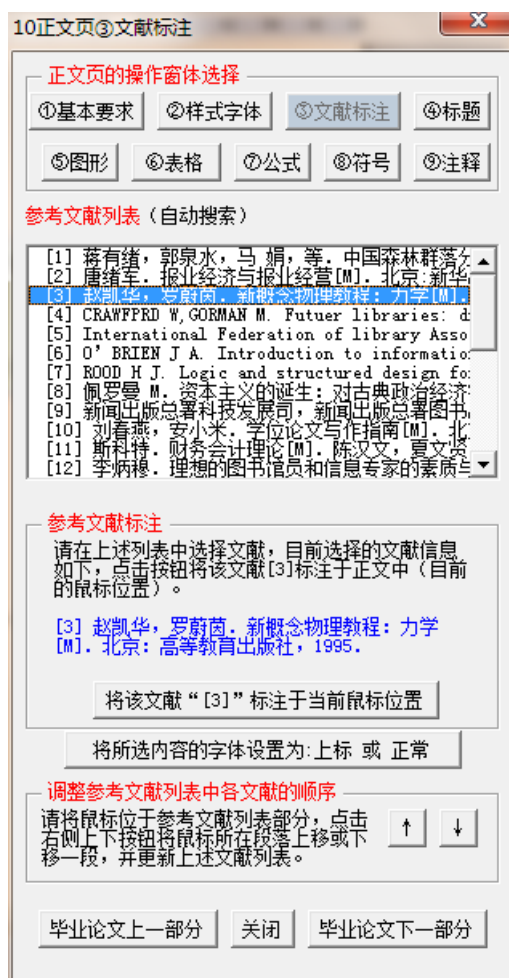 10正文页③文献标注
X
正文页的操作窗体选择
①基本要求 ②样式字体 ③文献标注 ④标题
⑤图形 ⑥表格 ⑦公式 ⑧符号 ⑨注释
参考文献列表（自动搜索）
[1] 蒋有绪，郭泉水，马 娟，等. 中国森林群落分
[2] 唐绪军. 报业经济与报业经营[M]. 北京:新华
[3] 赵凯华，罗蔚茵. 新概念物理教程: 力学[M].
[4] CRAWFPRD W,GORMAN M. Futuer libraries: d
[5] International Federation of library Asso
[6] O’BRIEN J A. Introduction to informatio
[7] ROOD H J. Logic and structured design fo
[8] 佩罗曼 M. 资本主义的诞生: 对古典政治经济
[9] 新闻出版总署科技发展司，新闻出版总署图书
[10] 刘春燕，安小米. 学位论文写作指南[M]. 北
[11] 斯科特. 财务会计理论[M]. 陈汉文，夏文贤
[12] 李炳穆. 理想的图书馆员和信息专家的素质与
参考文献标注
请在上述列表中选择文献，目前选择的文献信息
如下，点击按钮将该文献[3]标注于正文中（目前
的鼠标位置）。
[3] 赵凯华，罗蔚茵. 新概念物理教程: 力学
[M]. 北京: 高等教育出版社，1995.
将该文献“[3]”标注于当前鼠标位置
将所选内容的字体设置为:上标 或 正常
调整参考文献列表中各文献的顺序
请将鼠标位于参考文献列表部分，点击
右侧上下按钮将鼠标所在段落上移或下
移一段，并更新上述文献列表。
↑ ↓
毕业论文上一部分 关闭 毕业论文下一部分